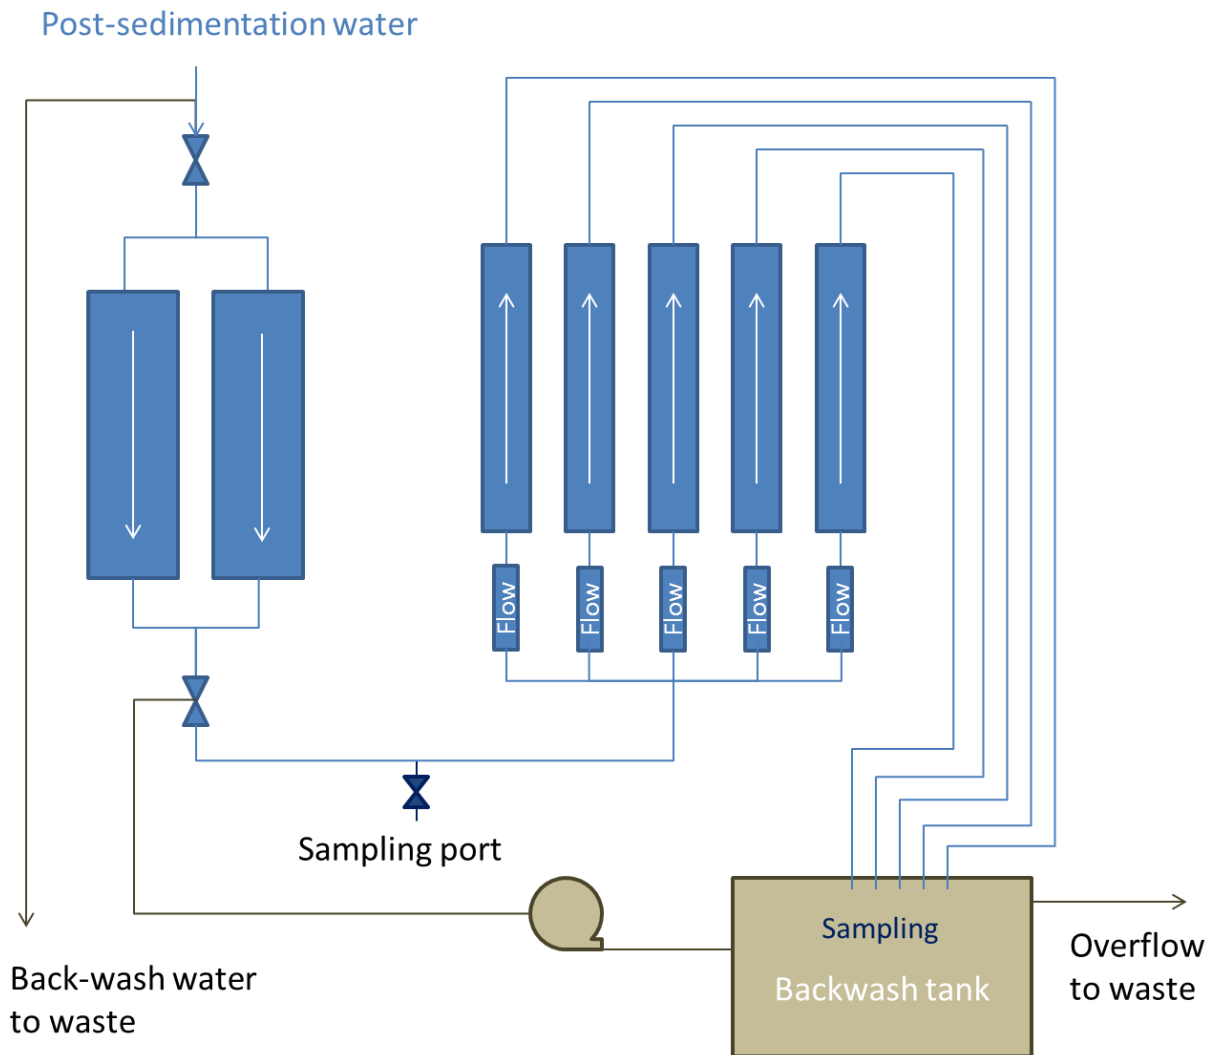 Post-sedimentation water
Flow
Flow
Flow
Flow
Flow
Sampling port
Sampling
Backwash tank
Overflow
to waste
Back-wash water
to waste